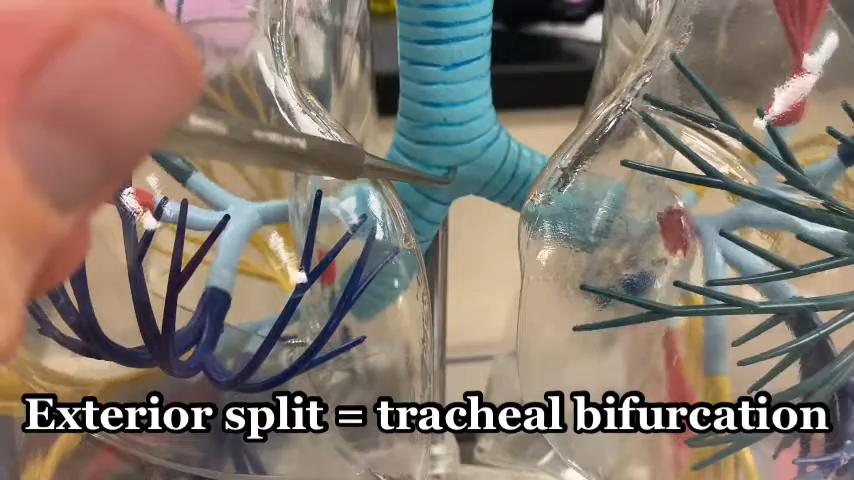 Exterior split = tracheal bifurcation